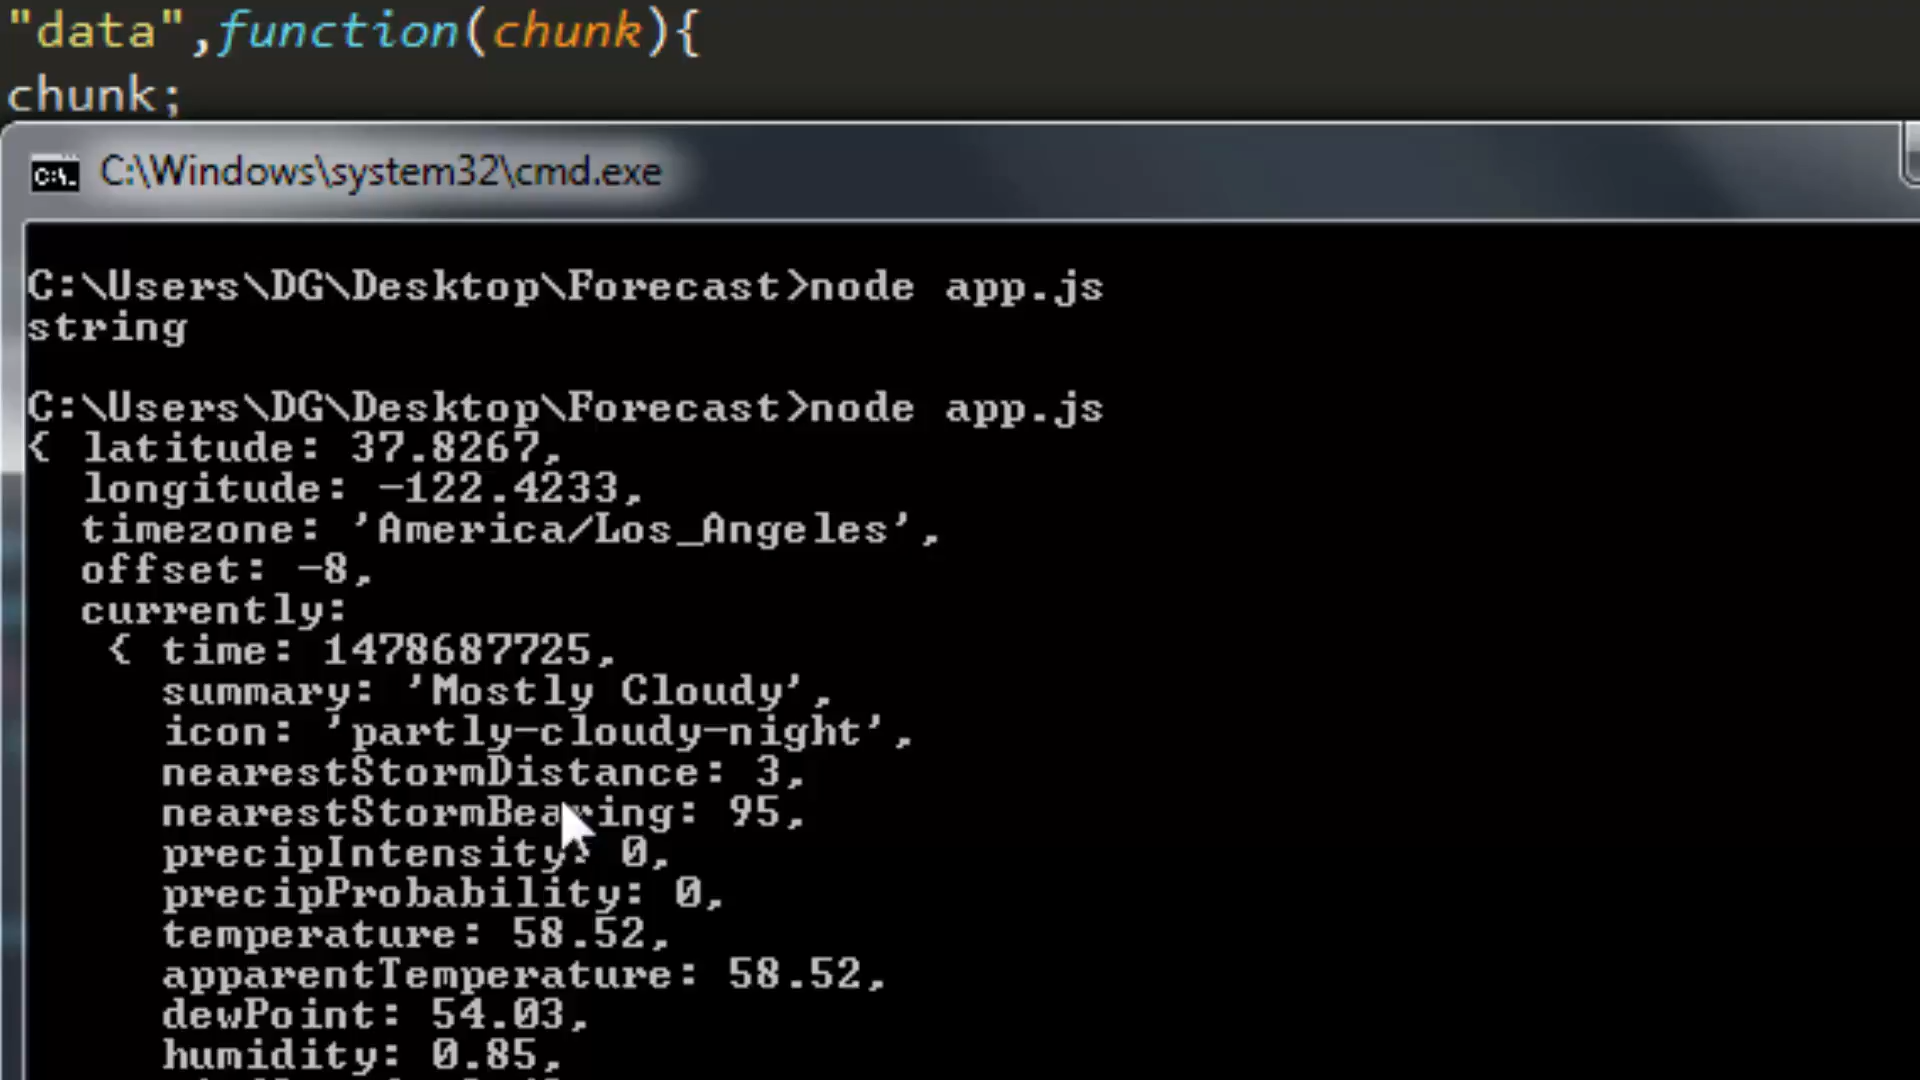 "data",function(chunk){
chunk;
C:\Windows\system32\cmd.exe
C:\Users\DG\Desktop\Forecast>node app.js
string
C:\Users\DG\Desktop\Forecast>node app.js
{ latitude: 37.8267,
longitude: -122.4233,
timezone: 'America/Los_Angeles',
offset: -8,
currently:
{ time: 1478687725,
summary: 'Mostly Cloudy',
icon: 'partly-cloudy-night',
nearestStormDistance: 3,
nearestStormBearing: 95,
precipIntensity: 0,
precipProbability: 0,
temperature: 58.52,
apparentTemperature: 58.52,
dewPoint: 54.03,
humidity: 0.85,